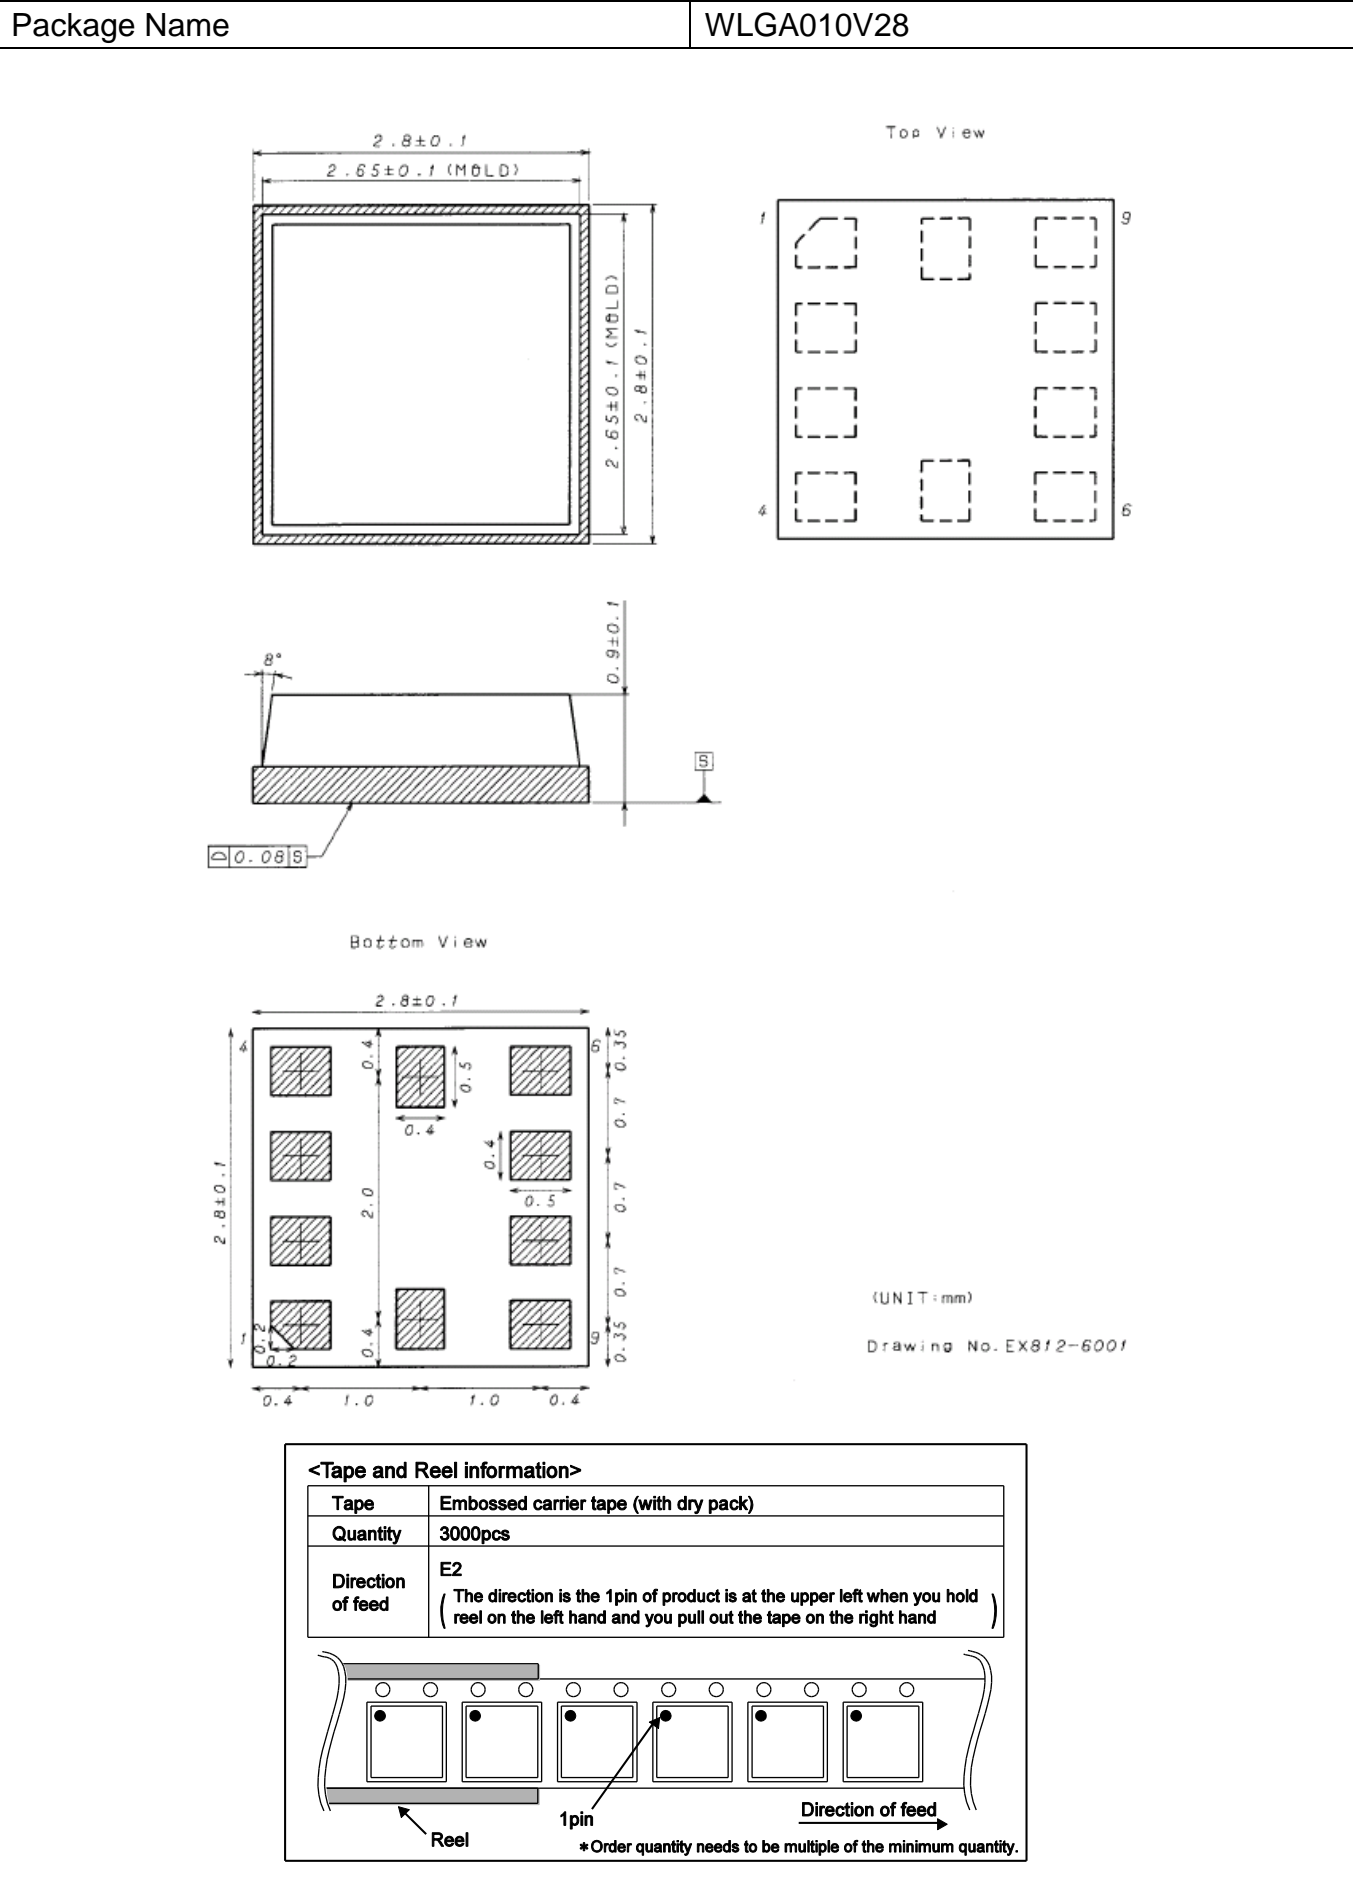 Package Name WLGA010V28
2.8±0.1
2.65±0.1 (MOLD)
2.65±0.1 (MOLD)
2.8±0.1
Top View
1 9
4 6
8°
0.9±0.1
S
⌓ 0.08 S
Bottom View
2.8±0.1
2.8±0.1
4 6
1 9
0.4
2.0
0.4
0.5
0.4
0.4
0.5
0.35
0.7
0.7
0.7
0.35
0.2
0.2
0.4 1.0 1.0 0.4
(UNIT:mm)
Drawing No. EX812-6001
<Tape and Reel information>
Tape Embossed carrier tape (with dry pack)
Quantity 3000pcs
Direction of feed
E2
( The direction is the 1pin of product is at the upper left when you hold
reel on the left hand and you pull out the tape on the right hand )
Reel
1pin
Direction of feed
∗Order quantity needs to be multiple of the minimum quantity.